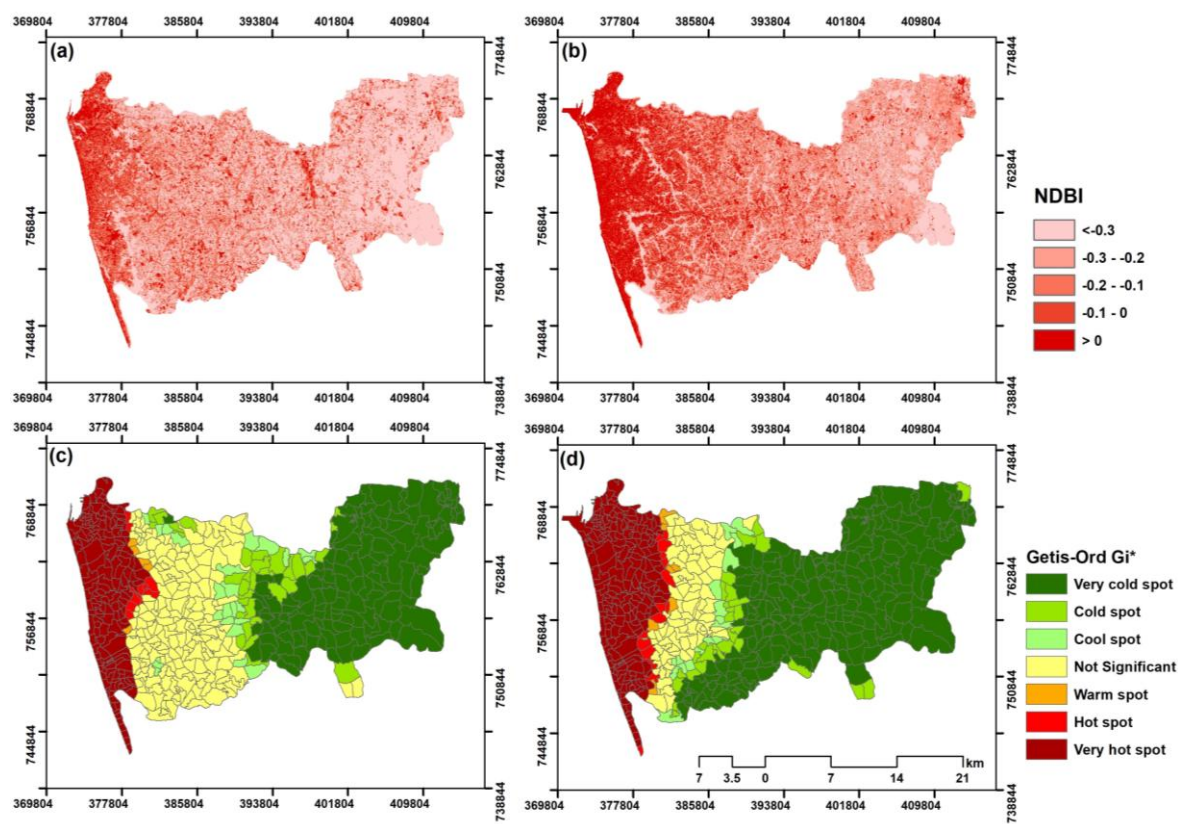 369804 377804 385804 393804 401804 409804
369804 377804 385804 393804 401804 409804
(a)
(b)
774844
768844
768844
762844
762844
756844
756844
750844
750844
744844
744844
738844
738844
NDBI
<-0.3
-0.3 - -0.2
-0.2 - -0.1
-0.1 - 0
> 0
369804 377804 385804 393804 401804 409804
369804 377804 385804 393804 401804 409804
369804 377804 385804 393804 401804 409804
369804 377804 385804 393804 401804 409804
(c)
(d)
774844
774844
768844
768844
762844
762844
756844
756844
750844
750844
744844
744844
738844
738844
Getis-Ord Gi*
Very cold spot
Cold spot
Cool spot
Not Significant
Warm spot
Hot spot
Very hot spot
km
7 3.5 0 7 14 21
369804 377804 385804 393804 401804 409804
369804 377804 385804 393804 401804 409804